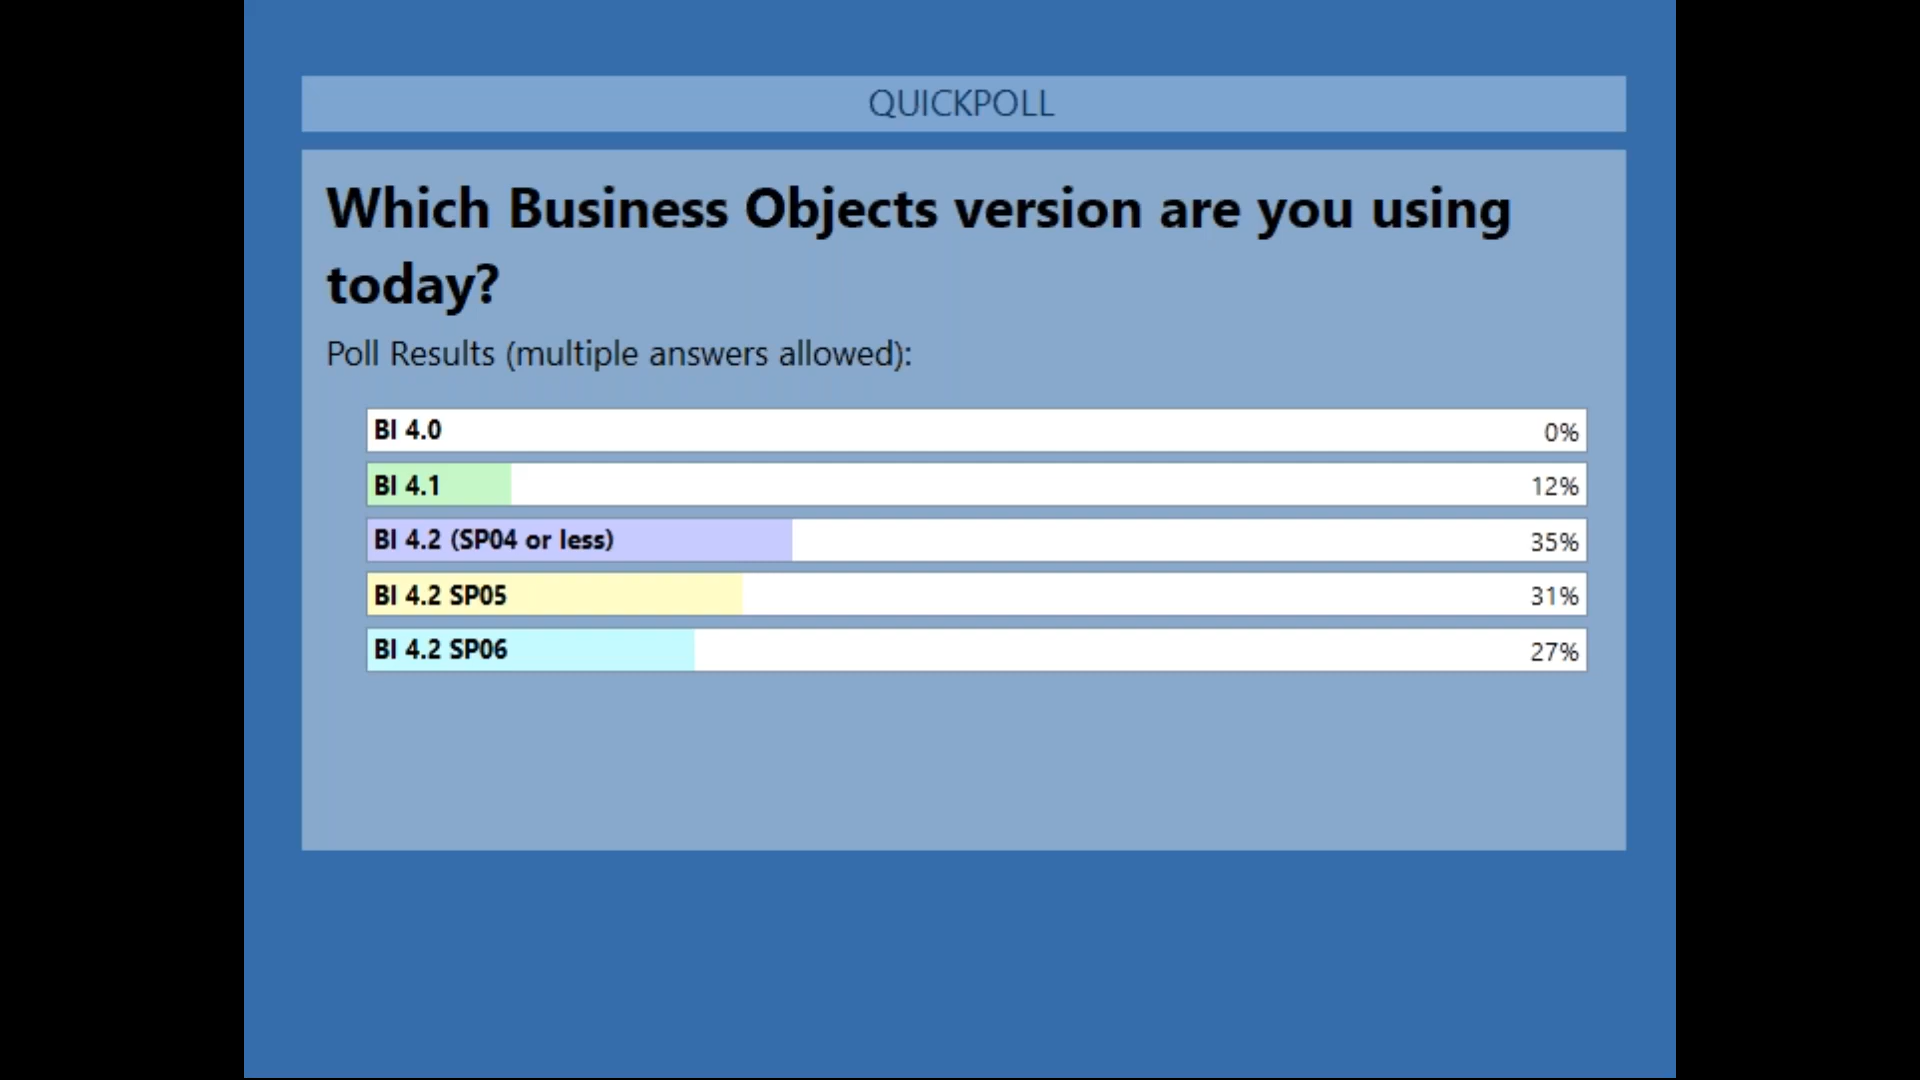 QUICKPOLL
Which Business Objects version are you using
today?
Poll Results (multiple answers allowed):
BI 4.0 0%
BI 4.1 12%
BI 4.2 (SP04 or less) 35%
BI 4.2 SP05 31%
BI 4.2 SP06 27%